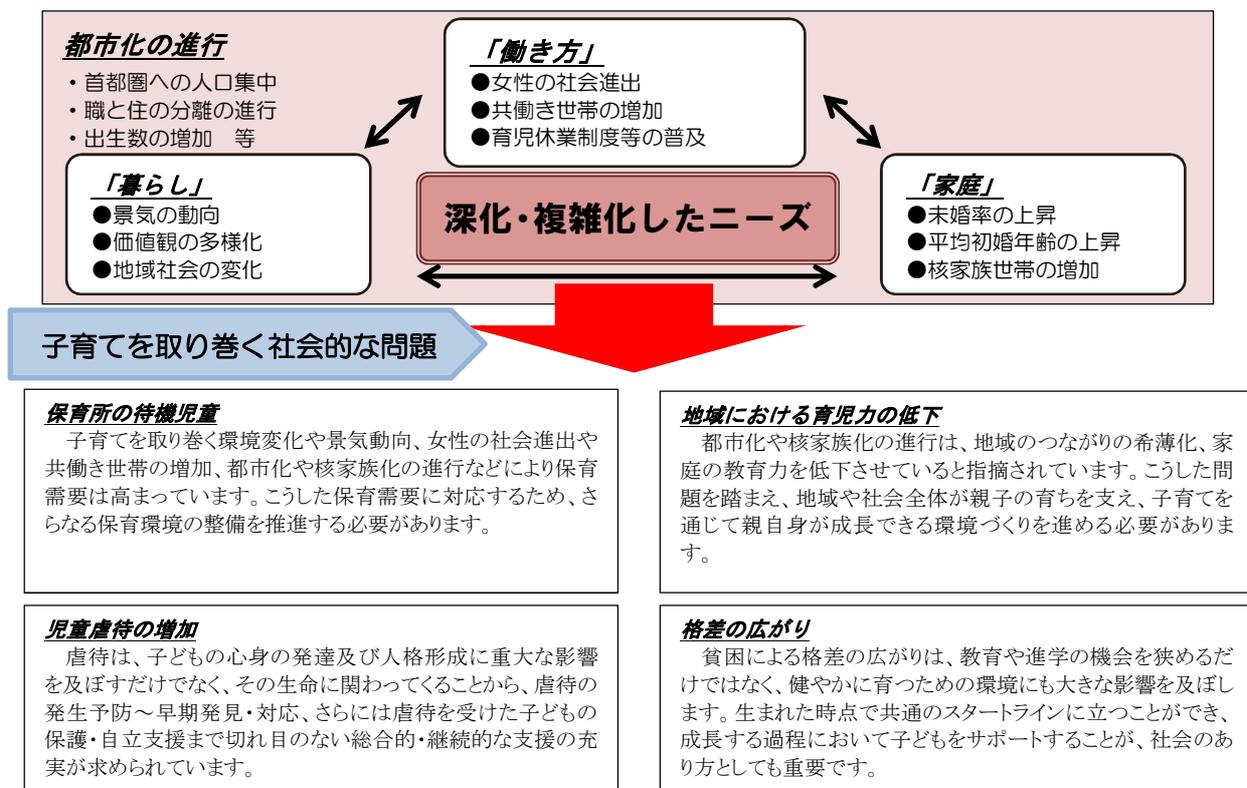 都市化の進行
・首都圏への人口集中
・職と住の分離の進行
・出生数の増加　等
「働き方」
●女性の社会進出
●共働き世帯の増加
●育児休業制度等の普及
「暮らし」
●景気の動向
●価値観の多様化
●地域社会の変化
深化・複雑化したニーズ
「家庭」
●未婚率の上昇
●平均初婚年齢の上昇
●核家族世帯の増加
子育てを取り巻く社会的な問題
保育所の待機児童
　子育てを取り巻く環境変化や景気動向、女性の社会進出や
共働き世帯の増加、都市化や核家族化の進行などにより保育
需要は高まっています。こうした保育需要に対応するため、さ
らなる保育環境の整備を推進する必要があります。
地域における育児力の低下
　都市化や核家族化の進行は、地域のつながりの希薄化、家
庭の教育力を低下させていると指摘されています。こうした問
題を踏まえ、地域や社会全体が親子の育ちを支え、子育てを
通じて親自身が成長できる環境づくりを進める必要がありま
す。
児童虐待の増加
　虐待は、子どもの心身の発達及び人格形成に重大な影響
を及ぼすだけでなく、その生命に関わってくることから、虐待の
発生予防～早期発見・対応、さらには虐待を受けた子どもの
保護・自立支援まで切れ目のない総合的・継続的な支援の充
実が求められています。
格差の広がり
　貧困による格差の広がりは、教育や進学の機会を狭めるだ
けではなく、健やかに育つための環境にも大きな影響を及ぼし
ます。生まれた時点で共通のスタートラインに立つことができ、
成長する過程において子どもをサポートすることが、社会のあ
り方としても重要です。